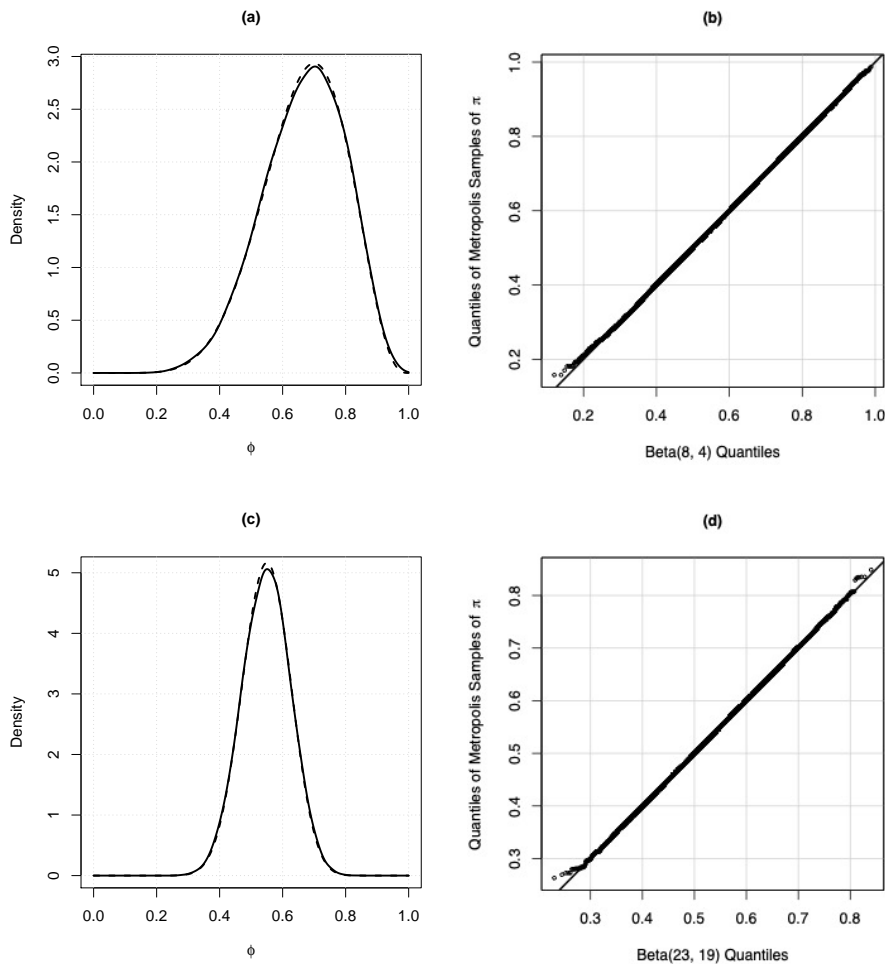 (a)
Density
3.0
2.5
2.0
1.5
1.0
0.5
0.0
0.0 0.2 0.4 0.6 0.8 1.0
ϕ
(b)
Quantiles of Metropolis Samples of π
1.0
0.8
0.6
0.4
0.2
0.2 0.4 0.6 0.8 1.0
Beta(8, 4) Quantiles
(c)
Density
5
4
3
2
1
0
0.0 0.2 0.4 0.6 0.8 1.0
ϕ
(d)
Quantiles of Metropolis Samples of π
0.8
0.7
0.6
0.5
0.4
0.3
0.3 0.4 0.5 0.6 0.7 0.8
Beta(23, 19) Quantiles